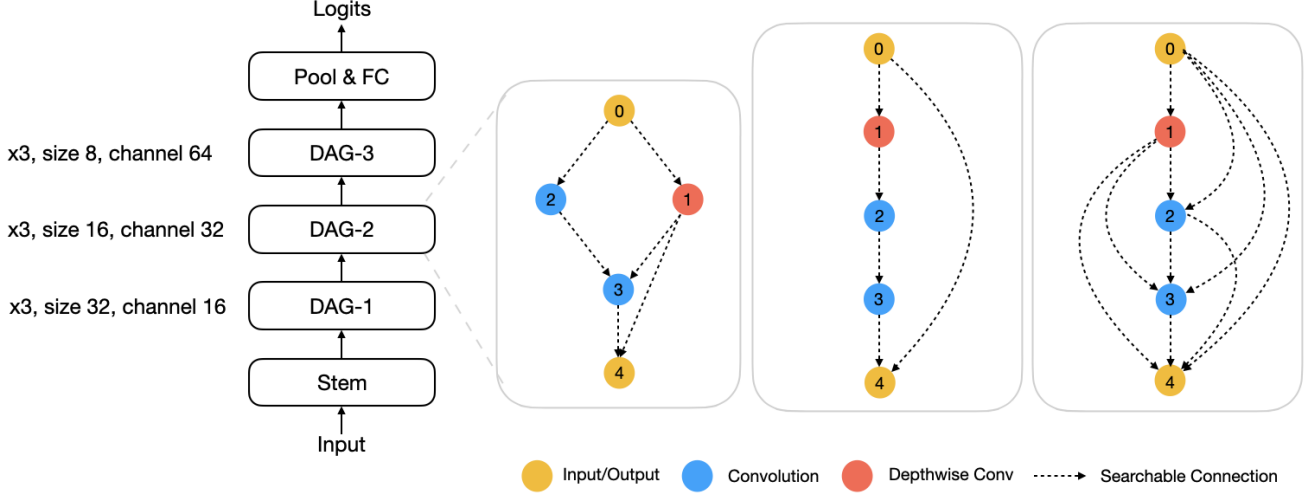 Logits
Pool & FC
x3, size 8, channel 64
DAG-3
x3, size 16, channel 32
DAG-2
x3, size 32, channel 16
DAG-1
Stem
Input
0
2
1
3
4
0
1
2
3
4
0
1
2
3
4
Input/Output
Convolution
Depthwise Conv
Searchable Connection